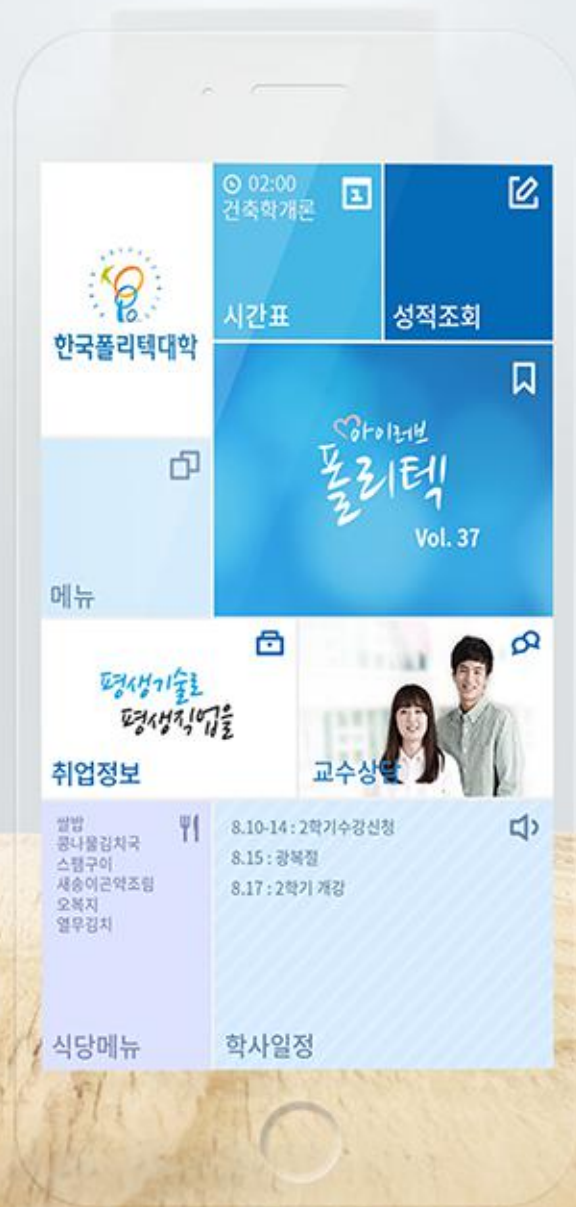 한국폴리텍대학
02:00
건축학개론
시간표
성적조회
메뉴
아이러브
폴리텍
Vol. 37
평생기술로
평생직업을
취업정보
교수상담
쌀밥
콩나물김치국
스팸구이
새송이곤약조림
오복지
열무김치
식당메뉴
8.10-14 : 2학기수강신청
8.15 : 광복절
8.17 : 2학기 개강
학사일정